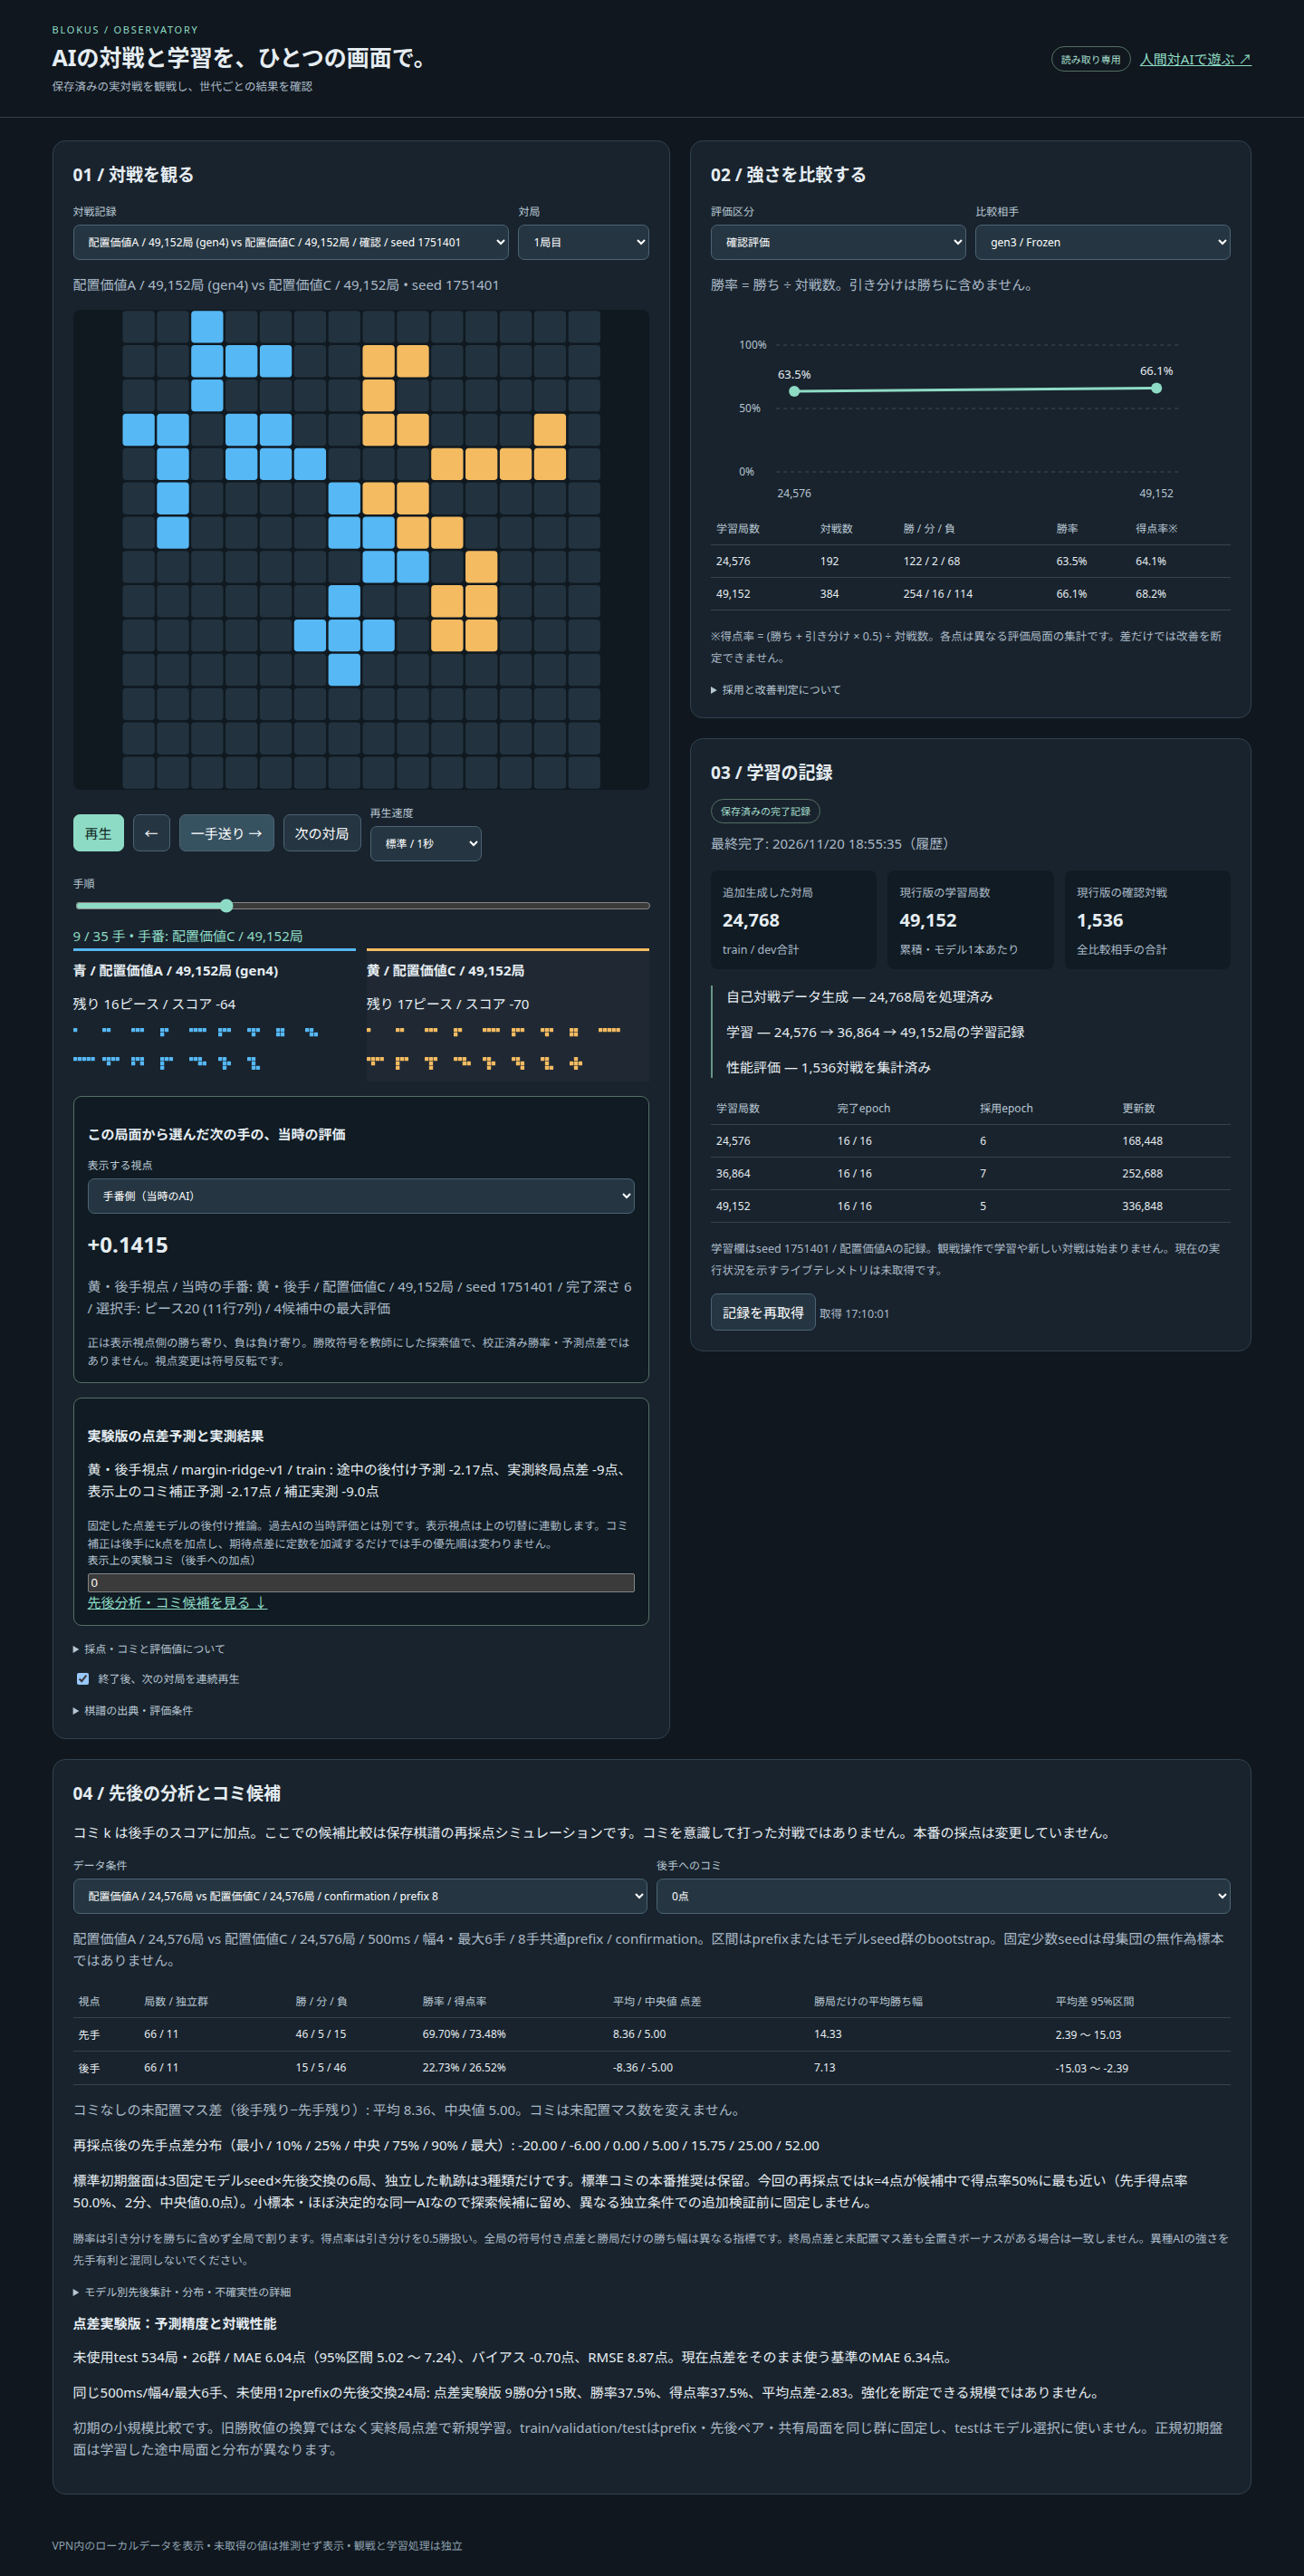 BLOKUS / OBSERVATORY
AIの対戦と学習を、ひとつの画面で。
保存済みの実対戦を観戦し、世代ごとの結果を確認
読み取り専用
人間対AIで遊ぶ ↗
01 / 対戦を観る
対戦記録
対局
配置価値A / 49,152局 (gen4) vs 配置価値C / 49,152局 / 確認 / seed 1751401
1局目
配置価値A / 49,152局 (gen4) vs 配置価値C / 49,152局 • seed 1751401
再生
←
一手送り →
次の対局
再生速度
標準 / 1秒
手順
9 / 35 手 • 手番: 配置価値C / 49,152局
青 / 配置価値A / 49,152局 (gen4)
残り 16ピース / スコア -64
黄 / 配置価値C / 49,152局
残り 17ピース / スコア -70
この局面から選んだ次の手の、当時の評価
表示する視点
手番側（当時のAI）
+0.1415
黄・後手視点 / 当時の手番: 黄・後手 / 配置価値C / 49,152局 / seed 1751401 / 完了深さ 6
/ 選択手: ピース20 (11行7列) / 4候補中の最大評価
正は表示視点側の勝ち寄り、負は負け寄り。勝敗符号を教師にした探索値で、校正済み勝率・予測点差では
ありません。視点変更は符号反転です。
実験版の点差予測と実測結果
黄・後手視点 / margin-ridge-v1 / train : 途中の後付け予測 -2.17点、実測終局点差 -9点、
表示上のコミ補正予測 -2.17点 / 補正実測 -9.0点
固定した点差モデルの後付け推論。過去AIの当時評価とは別です。表示視点は上の切替に連動します。コミ
補正は後手にk点を加点し、期待点差に定数を加減するだけでは手の優先順は変わりません。
表示上の実験コミ（後手への加点）
0
先後分析・コミ候補を見る ↓
▶ 採点・コミと評価値について
終了後、次の対局を連続再生
▶ 棋譜の出典・評価条件
02 / 強さを比較する
評価区分
比較相手
確認評価
gen3 / Frozen
勝率 = 勝ち ÷ 対戦数。引き分けは勝ちに含めません。
100%
63.5%
66.1%
50%
0%
24,576
49,152
学習局数 対戦数 勝 / 分 / 負 勝率 得点率※
24,576 192 122 / 2 / 68 63.5% 64.1%
49,152 384 254 / 16 / 114 66.1% 68.2%
※得点率 = (勝ち + 引き分け × 0.5) ÷ 対戦数。各点は異なる評価局面の集計です。差だけでは改善を断
定できません。
▶ 採用と改善判定について
03 / 学習の記録
保存済みの完了記録
最終完了: 2026/11/20 18:55:35（履歴）
追加生成した対局
24,768
train / dev合計
現行版の学習局数
49,152
累積・モデル1本あたり
現行版の確認対戦
1,536
全比較相手の合計
自己対戦データ生成 — 24,768局を処理済み
学習 — 24,576 → 36,864 → 49,152局の学習記録
性能評価 — 1,536対戦を集計済み
学習局数 完了epoch 採用epoch 更新数
24,576 16 / 16 6 168,448
36,864 16 / 16 7 252,688
49,152 16 / 16 5 336,848
学習欄はseed 1751401 / 配置価値Aの記録。観戦操作で学習や新しい対戦は始まりません。現在の実
行状況を示すライブテレメトリは未取得です。
記録を再取得
取得 17:10:01
04 / 先後の分析とコミ候補
コミ k は後手のスコアに加点。ここでの候補比較は保存棋譜の再採点シミュレーションです。コミを意識して打った対戦ではありません。本番の採点は変更していません。
データ条件
後手へのコミ
配置価値A / 24,576局 vs 配置価値C / 24,576局 / confirmation / prefix 8
0点
配置価値A / 24,576局 vs 配置価値C / 24,576局 / 500ms / 幅4・最大6手 / 8手共通prefix / confirmation。区間はprefixまたはモデルseed群のbootstrap。固定少数seedは母集団の無作為標本
ではありません。
視点 局数 / 独立群 勝 / 分 / 負 勝率 / 得点率 平均 / 中央値 点差 勝局だけの平均勝ち幅 平均差 95%区間
先手 66 / 11 46 / 5 / 15 69.70% / 73.48% 8.36 / 5.00 14.33 2.39 〜 15.03
後手 66 / 11 15 / 5 / 46 22.73% / 26.52% -8.36 / -5.00 7.13 -15.03 〜 -2.39
コミなしの未配置マス差（後手残り−先手残り）: 平均 8.36、中央値 5.00。コミは未配置マス数を変えません。
再採点後の先手点差分布（最小 / 10% / 25% / 中央 / 75% / 90% / 最大）: -20.00 / -6.00 / 0.00 / 5.00 / 15.75 / 25.00 / 52.00
標準初期盤面は3固定モデルseed×先後交換の6局、独立した軌跡は3種類だけです。標準コミの本番推奨は保留。今回の再採点ではk=4点が候補中で得点率50%に最も近い（先手得点率
50.0%、2分、中央値0.0点）。小標本・ほぼ決定的な同一AIなので探索候補に留め、異なる独立条件での追加検証前に固定しません。
勝率は引き分けを勝ちに含めず全局で割ります。得点率は引き分けを0.5勝扱い。全局の符号付き点差と勝局だけの勝ち幅は異なる指標です。終局点差と未配置マス差も全置きボーナスがある場合は一致しません。異種AIの強さを
先手有利と混同しないでください。
▶ モデル別先後集計・分布・不確実性の詳細
点差実験版：予測精度と対戦性能
未使用test 534局・26群 / MAE 6.04点（95%区間 5.02 〜 7.24）、バイアス -0.70点、RMSE 8.87点。現在点差をそのまま使う基準のMAE 6.34点。
同じ500ms/幅4/最大6手、未使用12prefixの先後交換24局: 点差実験版 9勝0分15敗、勝率37.5%、得点率37.5%、平均点差-2.83。強化を断定できる規模ではありません。
初期の小規模比較です。旧勝敗値の換算ではなく実終局点差で新規学習。train/validation/testはprefix・先後ペア・共有局面を同じ群に固定し、testはモデル選択に使いません。正規初期盤
面は学習した途中局面と分布が異なります。
VPN内のローカルデータを表示 • 未取得の値は推測せず表示 • 観戦と学習処理は独立